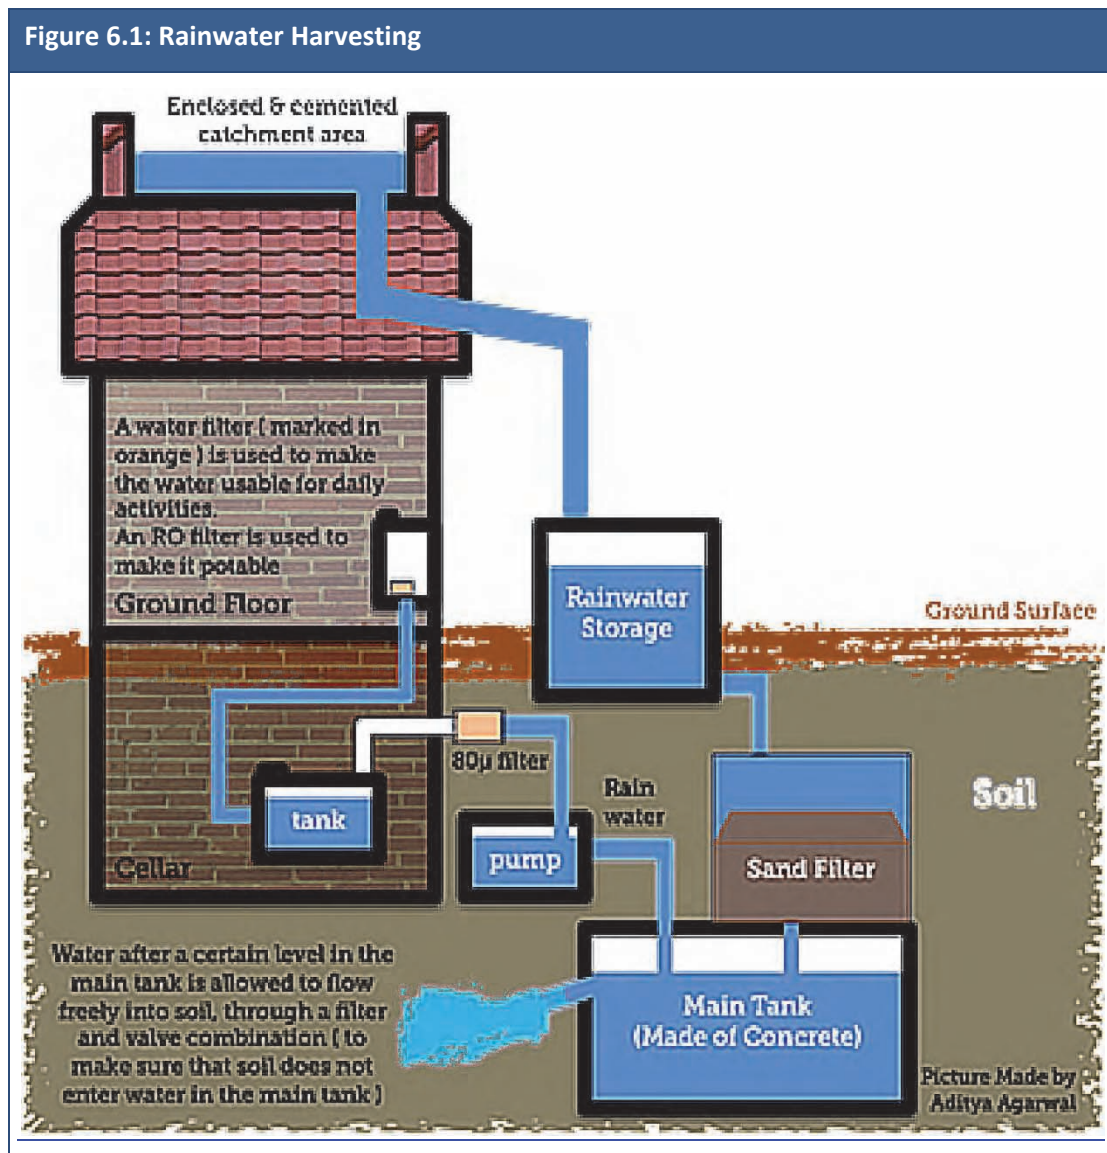 Figure 6.1: Rainwater Harvesting
Enclosed & cemented
catchment area
A water filter ( marked in
orange ) is used to make
the water usable for daily
activities.
An RO filter is used to
make it potable
Ground Floor
Rainwater
Storage
Ground Surface
80µ filter
Rain
water
Soil
tank
pump
Sand Filter
Cellar
Water after a certain level in the
main tank is allowed to flow
freely into soil, through a filter
and valve combination ( to
make sure that soil does not
enter water in the main tank )
Main Tank
(Made of Concrete)
Picture Made by
Aditya Agarwal